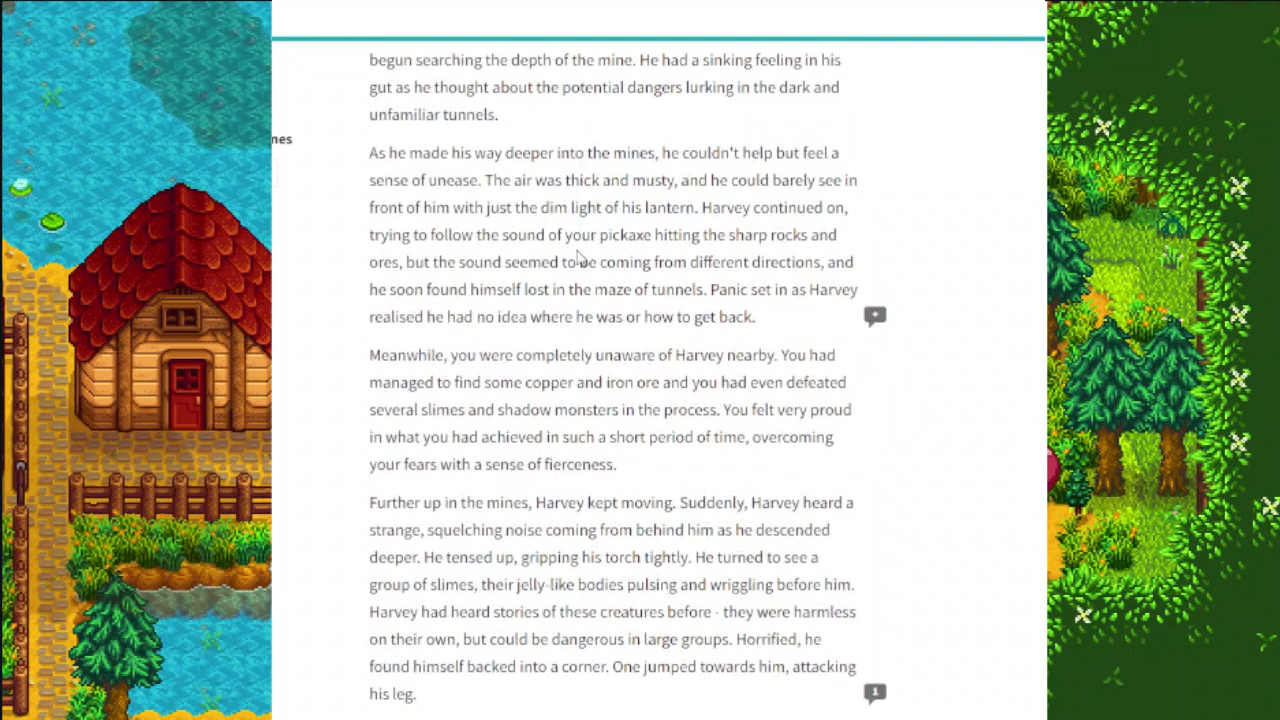 begun searching the depth of the mine. He had a sinking feeling in his
gut as he thought about the potential dangers lurking in the dark and
unfamiliar tunnels.
nes
As he made his way deeper into the mines, he couldn't help but feel a
sense of unease. The air was thick and musty, and he could barely see in
front of him with just the dim light of his lantern. Harvey continued on,
trying to follow the sound of your pickaxe hitting the sharp rocks and
ores, but the sound seemed to be coming from different directions, and
he soon found himself lost in the maze of tunnels. Panic set in as Harvey
realised he had no idea where he was or how to get back.
+
Meanwhile, you were completely unaware of Harvey nearby. You had
managed to find some copper and iron ore and you had even defeated
several slimes and shadow monsters in the process. You felt very proud
in what you had achieved in such a short period of time, overcoming
your fears with a sense of fierceness.
Further up in the mines, Harvey kept moving. Suddenly, Harvey heard a
strange, squelching noise coming from behind him as he descended
deeper. He tensed up, gripping his torch tightly. He turned to see a
group of slimes, their jelly-like bodies pulsing and wriggling before him.
Harvey had heard stories of these creatures before - they were harmless
on their own, but could be dangerous in large groups. Horrified, he
found himself backed into a corner. One jumped towards him, attacking
his leg.
1